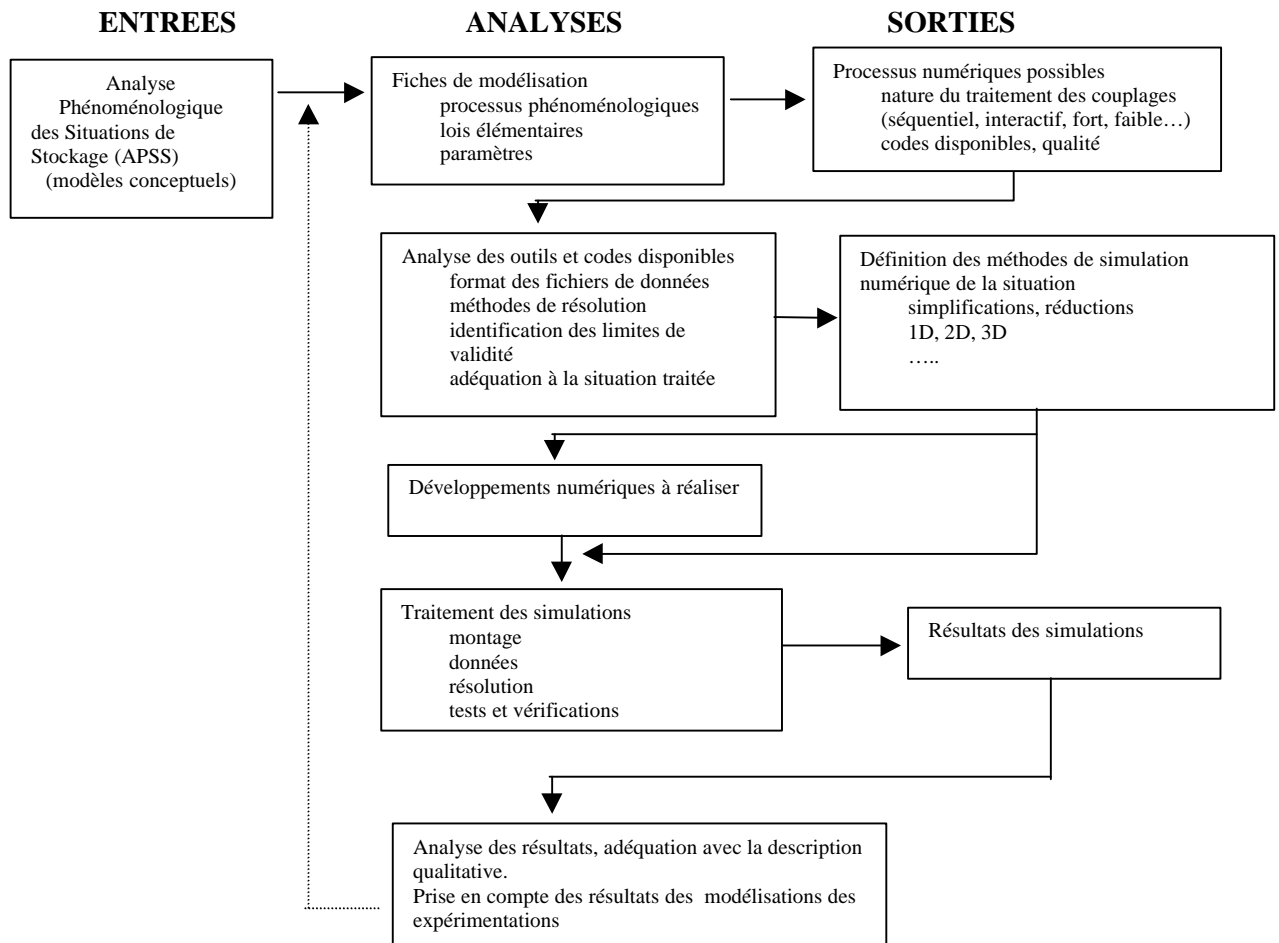 ENTREES ANALYSES SORTIES
Analyse
Phénoménologique
des Situations de
Stockage (APSS)
(modèles conceptuels)
Fiches de modélisation
processus phénoménologiques
lois élémentaires
paramètres
Processus numériques possibles
nature du traitement des couplages
(séquentiel, interactif, fort, faible…)
codes disponibles, qualité
Analyse des outils et codes disponibles
format des fichiers de données
méthodes de résolution
identification des limites de
validité
adéquation à la situation traitée
Définition des méthodes de simulation
numérique de la situation
simplifications, réductions
1D, 2D, 3D
…..
Développements numériques à réaliser
Traitement des simulations
montage
données
résolution
tests et vérifications
Résultats des simulations
Analyse des résultats, adéquation avec la description
qualitative.
Prise en compte des résultats des modélisations des
expérimentations